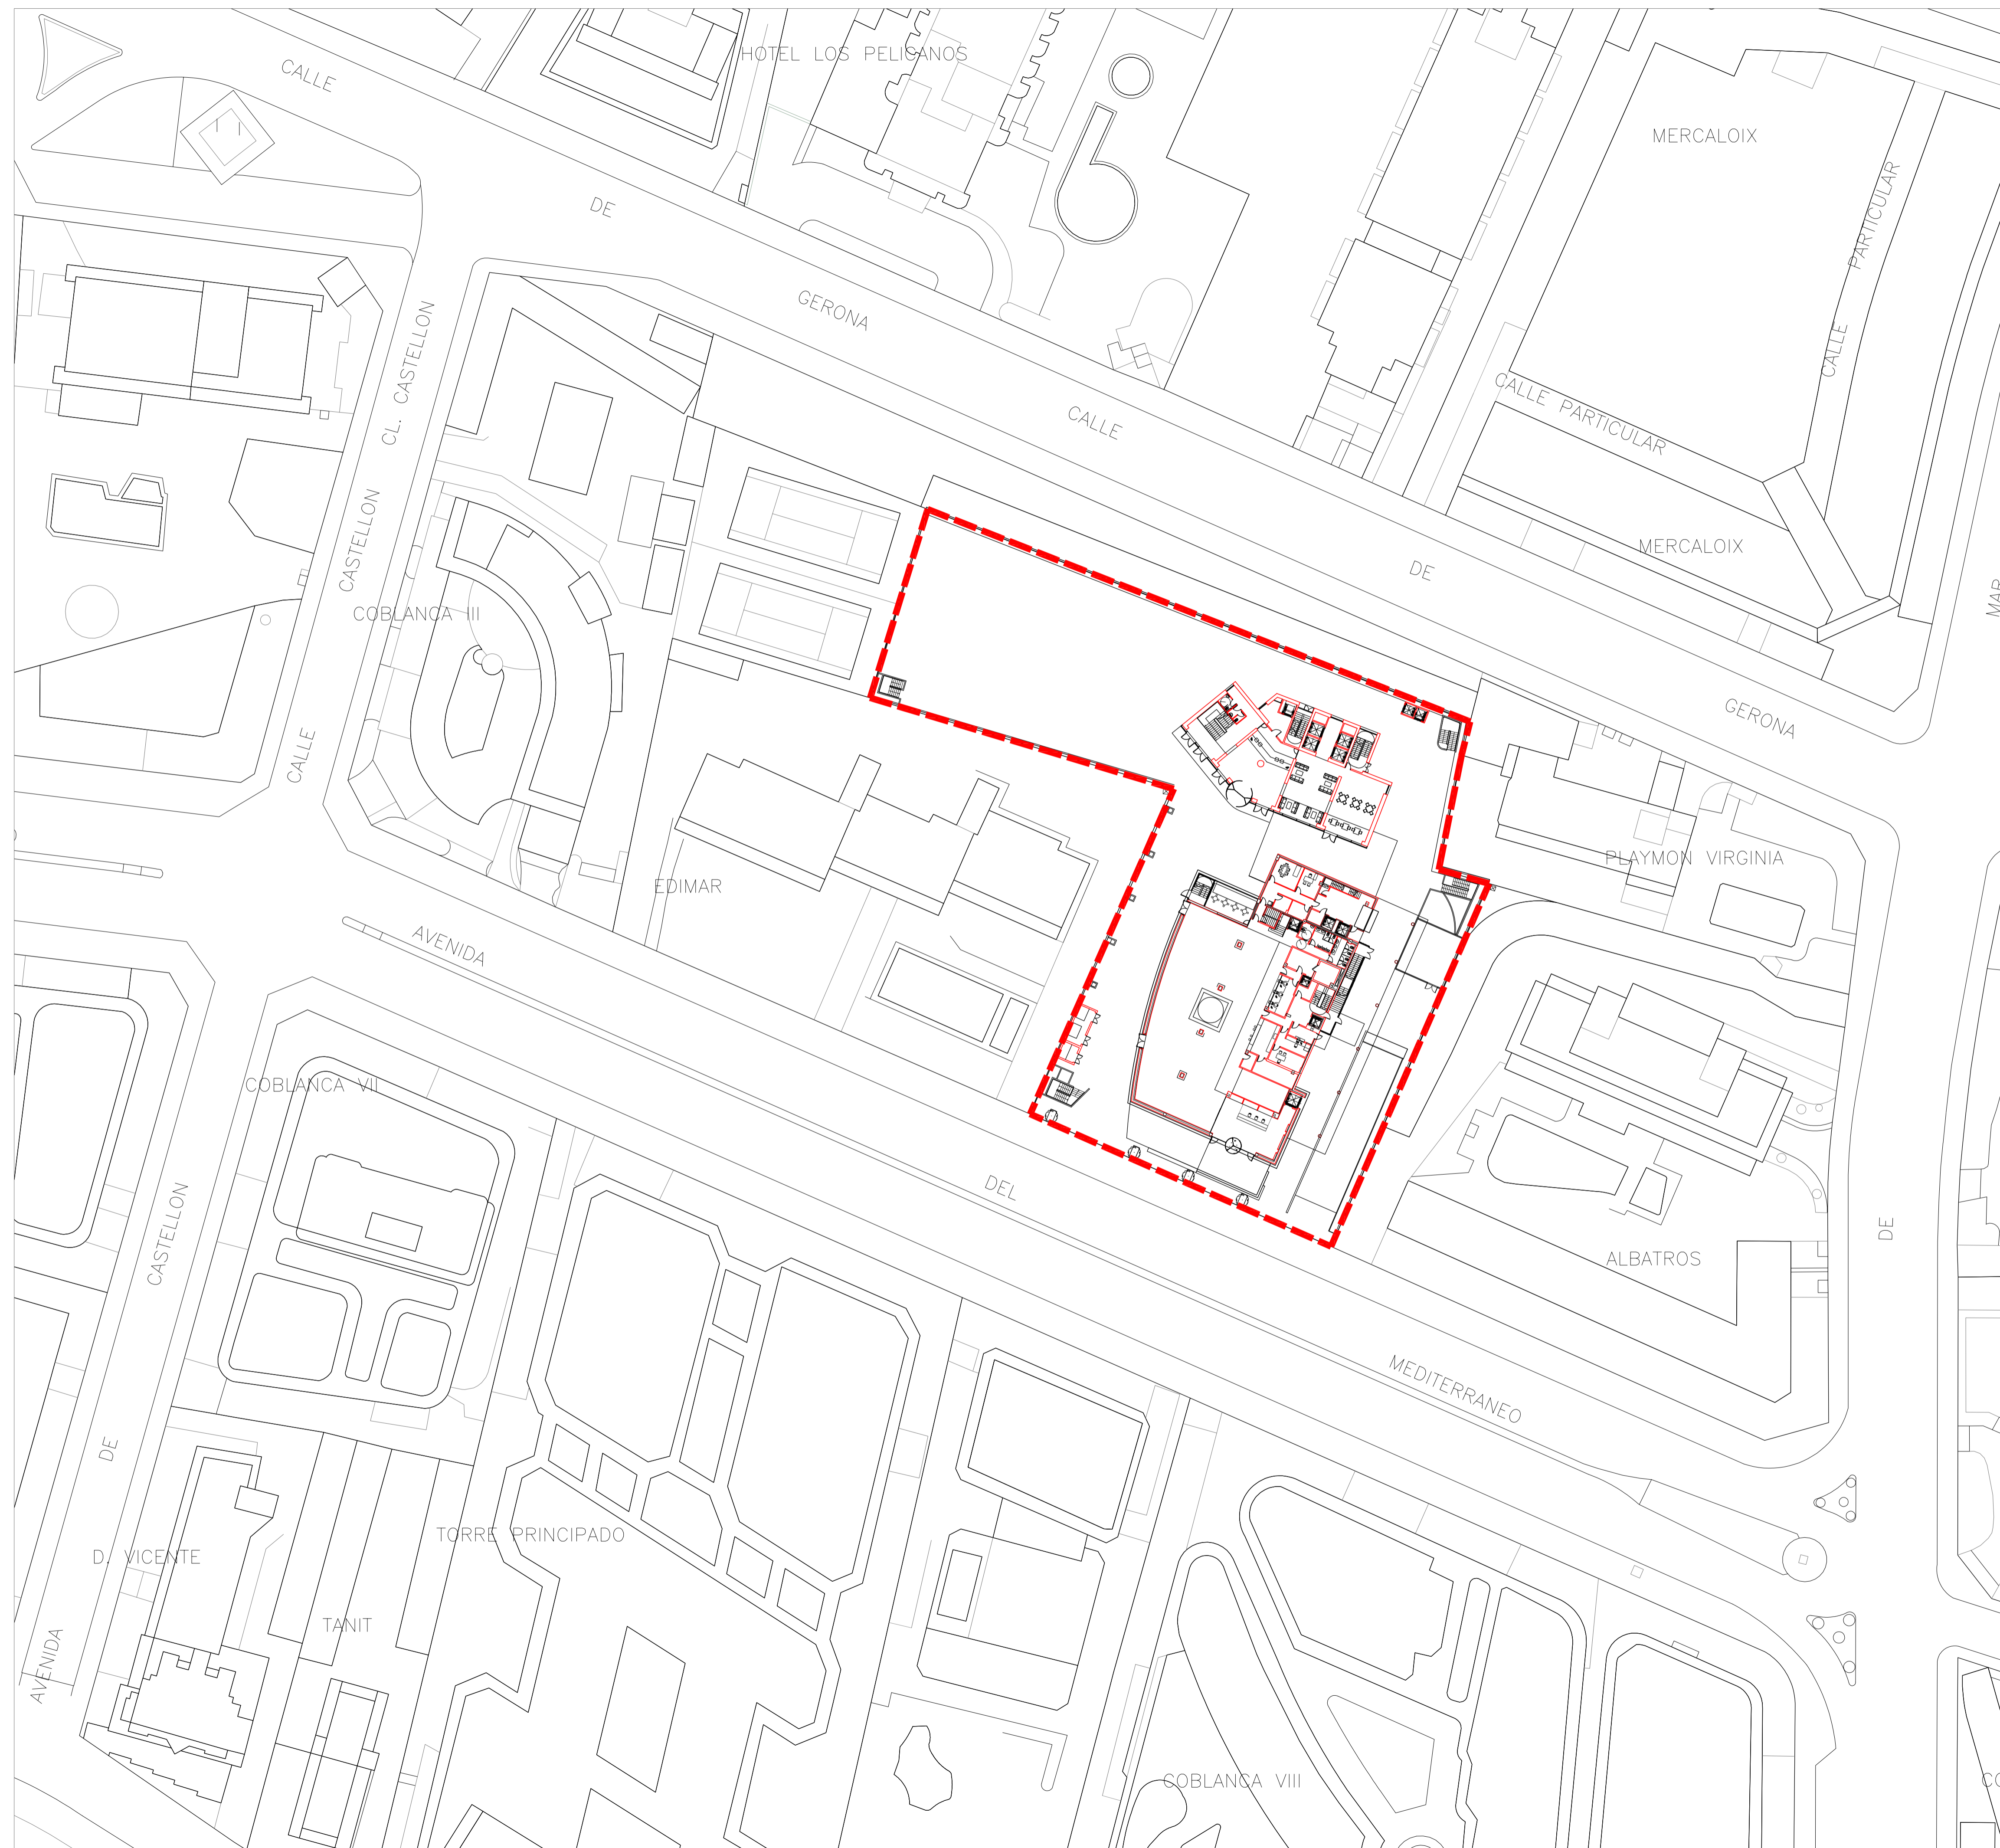 HOTEL LOS PELICANOS
CALLE
DE
GERONA
CALLE
DE
GERONA
MERCALOIX
CALLE PARTICULAR
CALLE
PARTICULAR
MERCALOIX
MAR
CL. CASTELLON
CASTELLON
CALLE
COBLANCA III
EDIMAR
PLAYMON VIRGINIA
AVENIDA
DEL
MEDITERRANEO
COBLANCA VII
ALBATROS
DE
CASTELLON
DE
AVENIDA
D. VICENTE
TORRE PRINCIPADO
TANIT
COBLANCA VIII